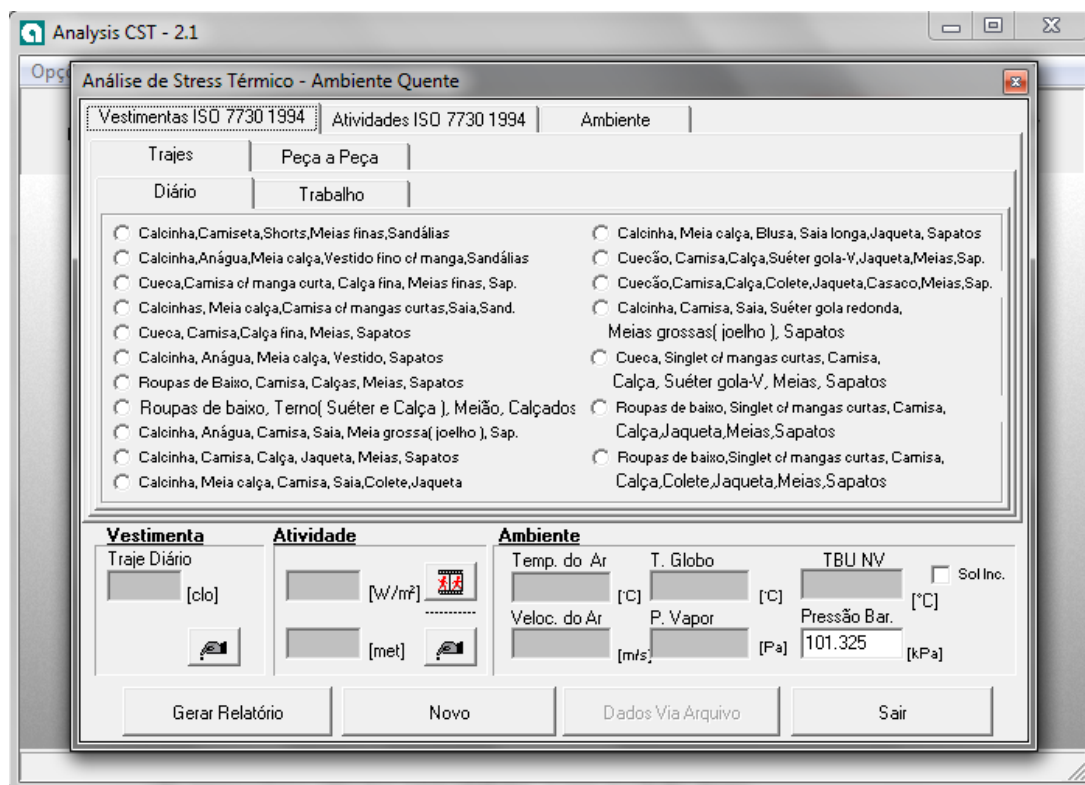 Analysis CST - 2.1
Opçõ
Análise de Stress Térmico - Ambiente Quente
Vestimentas ISO 7730 1994 Atividades ISO 7730 1994 Ambiente
Trajes Peça a Peça
Diário Trabalho
Calcinha,Camiseta,Shorts,Meias finas,Sandálias
Calcinha,Anágua,Meia calça,Vestido fino c/ manga,Sandálias
Cueca,Camisa c/ manga curta, Calça fina, Meias finas, Sap.
Calcinhas, Meia calça,Camisa c/ mangas curtas,Saia,Sand.
Cueca, Camisa,Calça fina, Meias, Sapatos
Calcinha, Anágua, Meia calça, Vestido, Sapatos
Roupas de Baixo, Camisa, Calças, Meias, Sapatos
Roupas de baixo, Terno( Suéter e Calça ), Meião, Calçados
Calcinha, Anágua, Camisa, Saia, Meia grossa( joelho ), Sap.
Calcinha, Camisa, Calça, Jaqueta, Meias, Sapatos
Calcinha, Meia calça, Camisa, Saia,Colete,Jaqueta
Calcinha, Meia calça, Blusa, Saia longa,Jaqueta, Sapatos
Cuecão, Camisa,Calça,Suéter gola-V,Jaqueta,Meias,Sap.
Cuecão,Camisa,Calça,Colete,Jaqueta,Casaco,Meias,Sap.
Calcinha, Camisa, Saia, Suéter gola redonda,
Meias grossas( joelho ), Sapatos
Cueca, Singlet c/ mangas curtas, Camisa,
Calça, Suéter gola-V, Meias, Sapatos
Roupas de baixo, Singlet c/ mangas curtas, Camisa,
Calça,Jaqueta,Meias,Sapatos
Roupas de baixo,Singlet c/ mangas curtas, Camisa,
Calça,Colete,Jaqueta,Meias,Sapatos
Vestimenta
Traje Diário
[clo]
Atividade
[W/m²]
[met]
Ambiente
Temp. do Ar T. Globo TBU NV
[°C] [°C] [°C] Sol Inc.
Veloc. do Ar P. Vapor Pressão Bar.
[m/s] [Pa] 101.325 [kPa]
Gerar Relatório Novo Dados Via Arquivo Sair